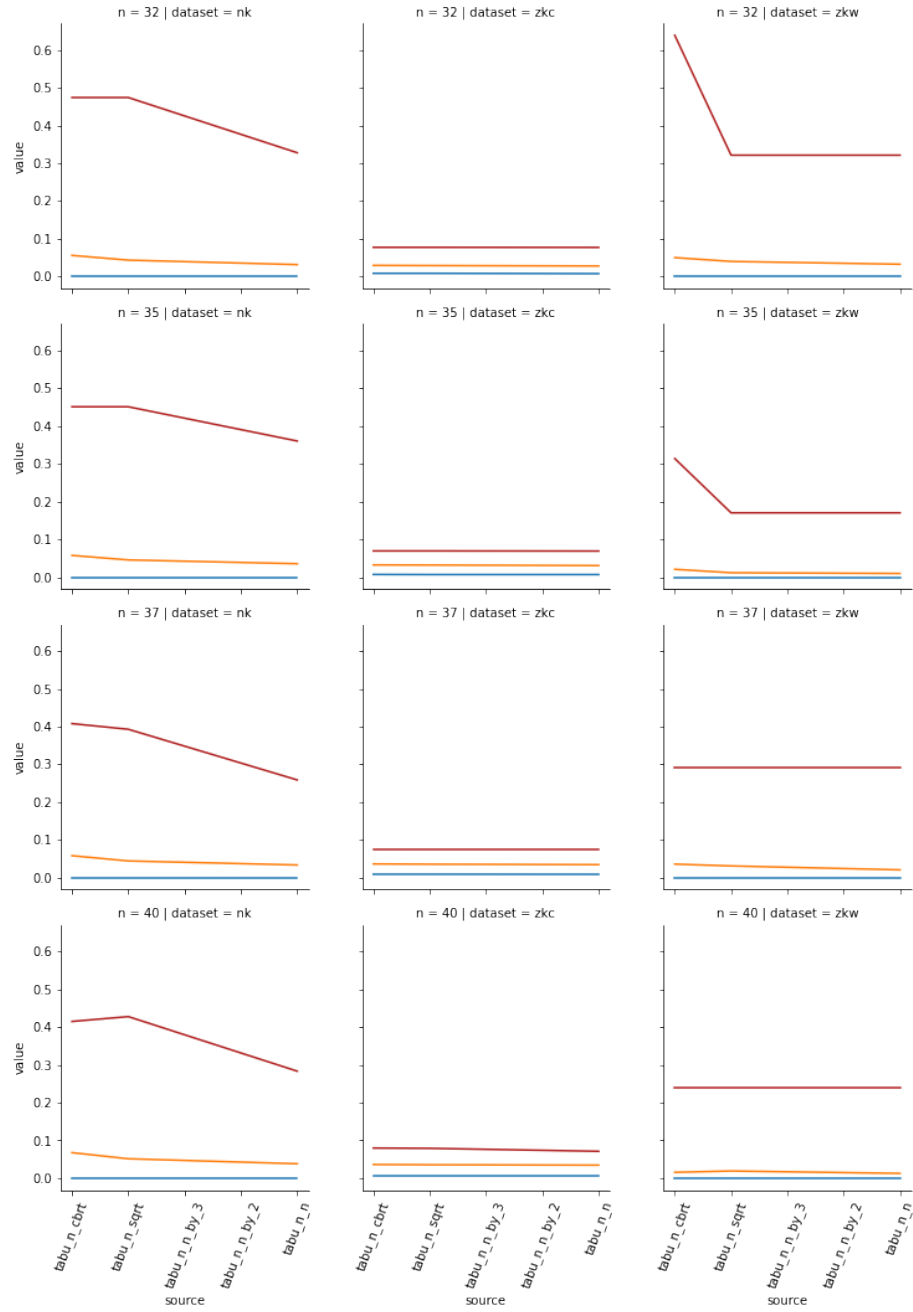 n = 32 | dataset = nk
n = 32 | dataset = zkc
n = 32 | dataset = zkw
0.6
0.5
0.4
0.3
0.2
0.1
0.0
value
n = 35 | dataset = nk
n = 35 | dataset = zkc
n = 35 | dataset = zkw
0.6
0.5
0.4
0.3
0.2
0.1
0.0
value
n = 37 | dataset = nk
n = 37 | dataset = zkc
n = 37 | dataset = zkw
0.6
0.5
0.4
0.3
0.2
0.1
0.0
value
n = 40 | dataset = nk
n = 40 | dataset = zkc
n = 40 | dataset = zkw
0.6
0.5
0.4
0.3
0.2
0.1
0.0
value
tabu_n_cbrt
tabu_n_sqrt
tabu_n_n_by_3
tabu_n_n_by_2
tabu_n_n
source
tabu_n_cbrt
tabu_n_sqrt
tabu_n_n_by_3
tabu_n_n_by_2
tabu_n_n
source
tabu_n_cbrt
tabu_n_sqrt
tabu_n_n_by_3
tabu_n_n_by_2
tabu_n_n
source